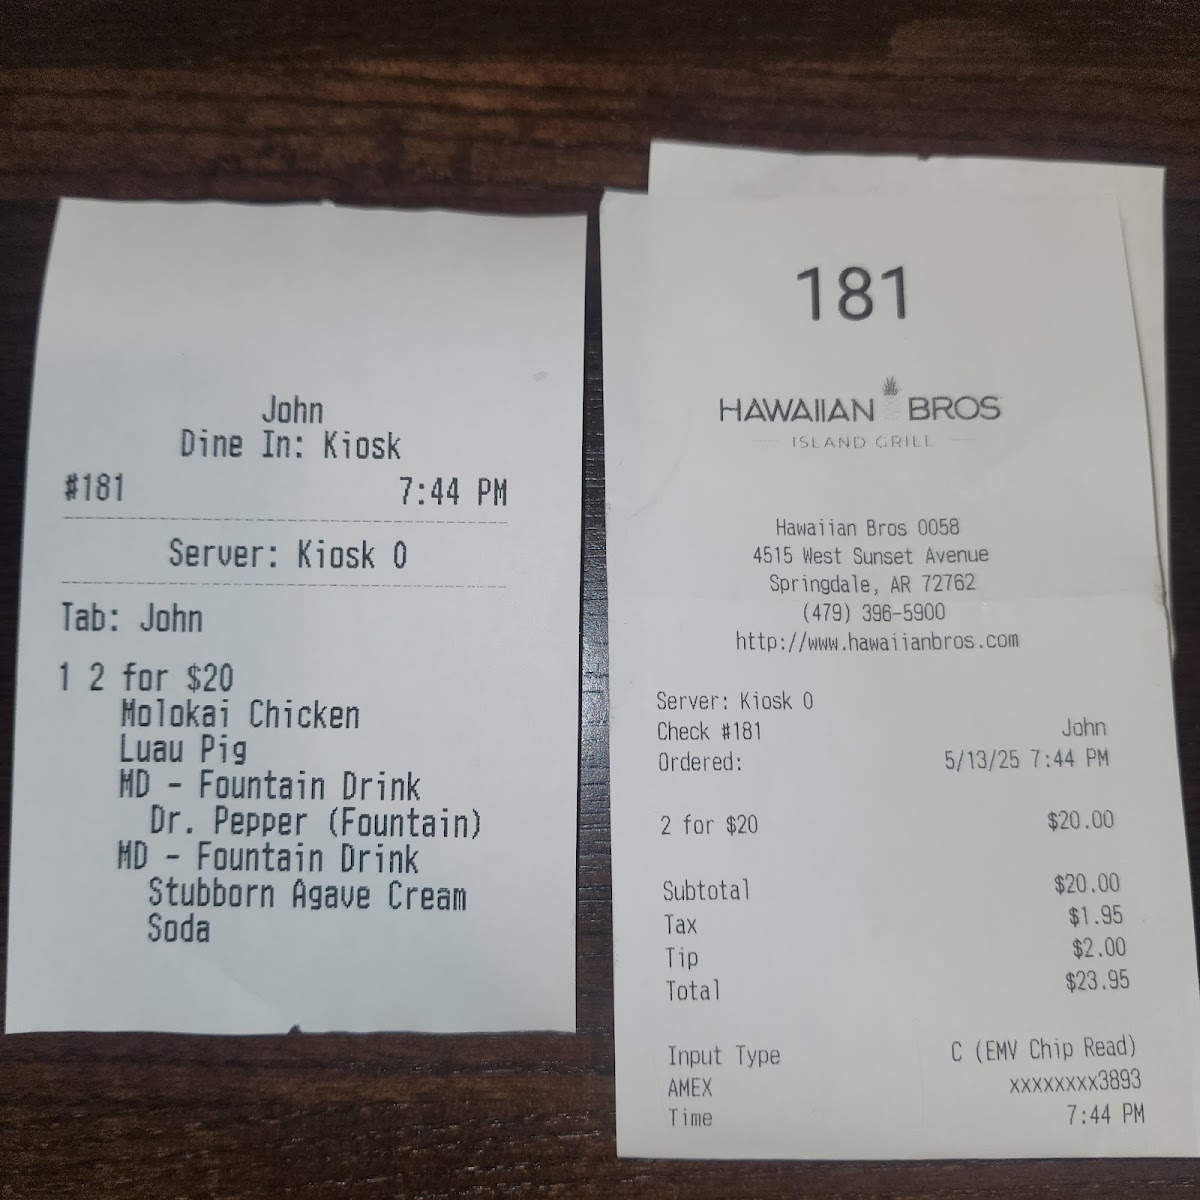 John
Dine In: Kiosk
#181 7:44 PM
Server: Kiosk 0
Tab: John
1 2 for $20
Molokai Chicken
Luau Pig
MD - Fountain Drink
Dr. Pepper (Fountain)
MD - Fountain Drink
Stubborn Agave Cream
Soda
181
HAWAIIAN BROS
ISLAND GRILL
Hawaiian Bros 0058
4515 West Sunset Avenue
Springdale, AR 72762
(479) 396-5900
http://www.hawaiianbros.com
Server: Kiosk 0
Check #181 John
Ordered: 5/13/25 7:44 PM
2 for $20 $20.00
Subtotal $20.00
Tax $1.95
Tip $2.00
Total $23.95
Input Type C (EMV Chip Read)
AMEX xxxxxxxx3893
Time 7:44 PM